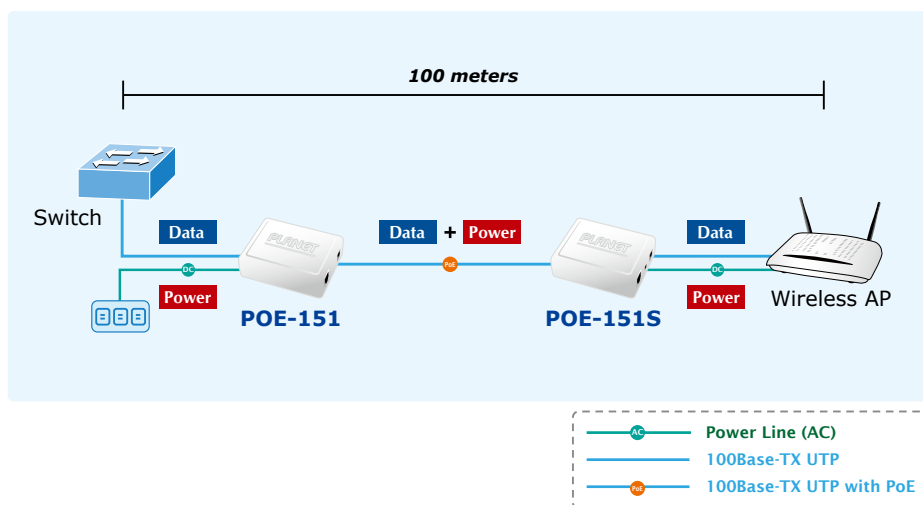 100 meters
Switch
Data
Data + Power
Data
PLANET
PLANET
DC
PoE
DC
Power
Power
Wireless AP
POE-151
POE-151S
AC Power Line (AC)
100Base-TX UTP
PoE 100Base-TX UTP with PoE